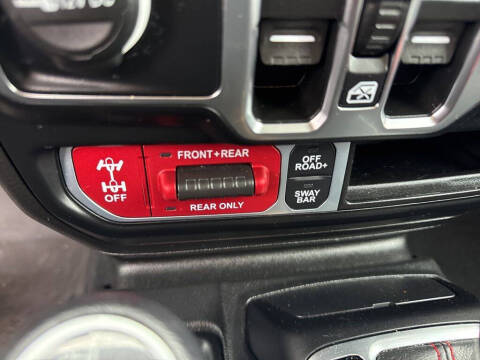 FRONT+REAR
OFF
REAR ONLY
OFF
ROAD+
SWAY
BAR